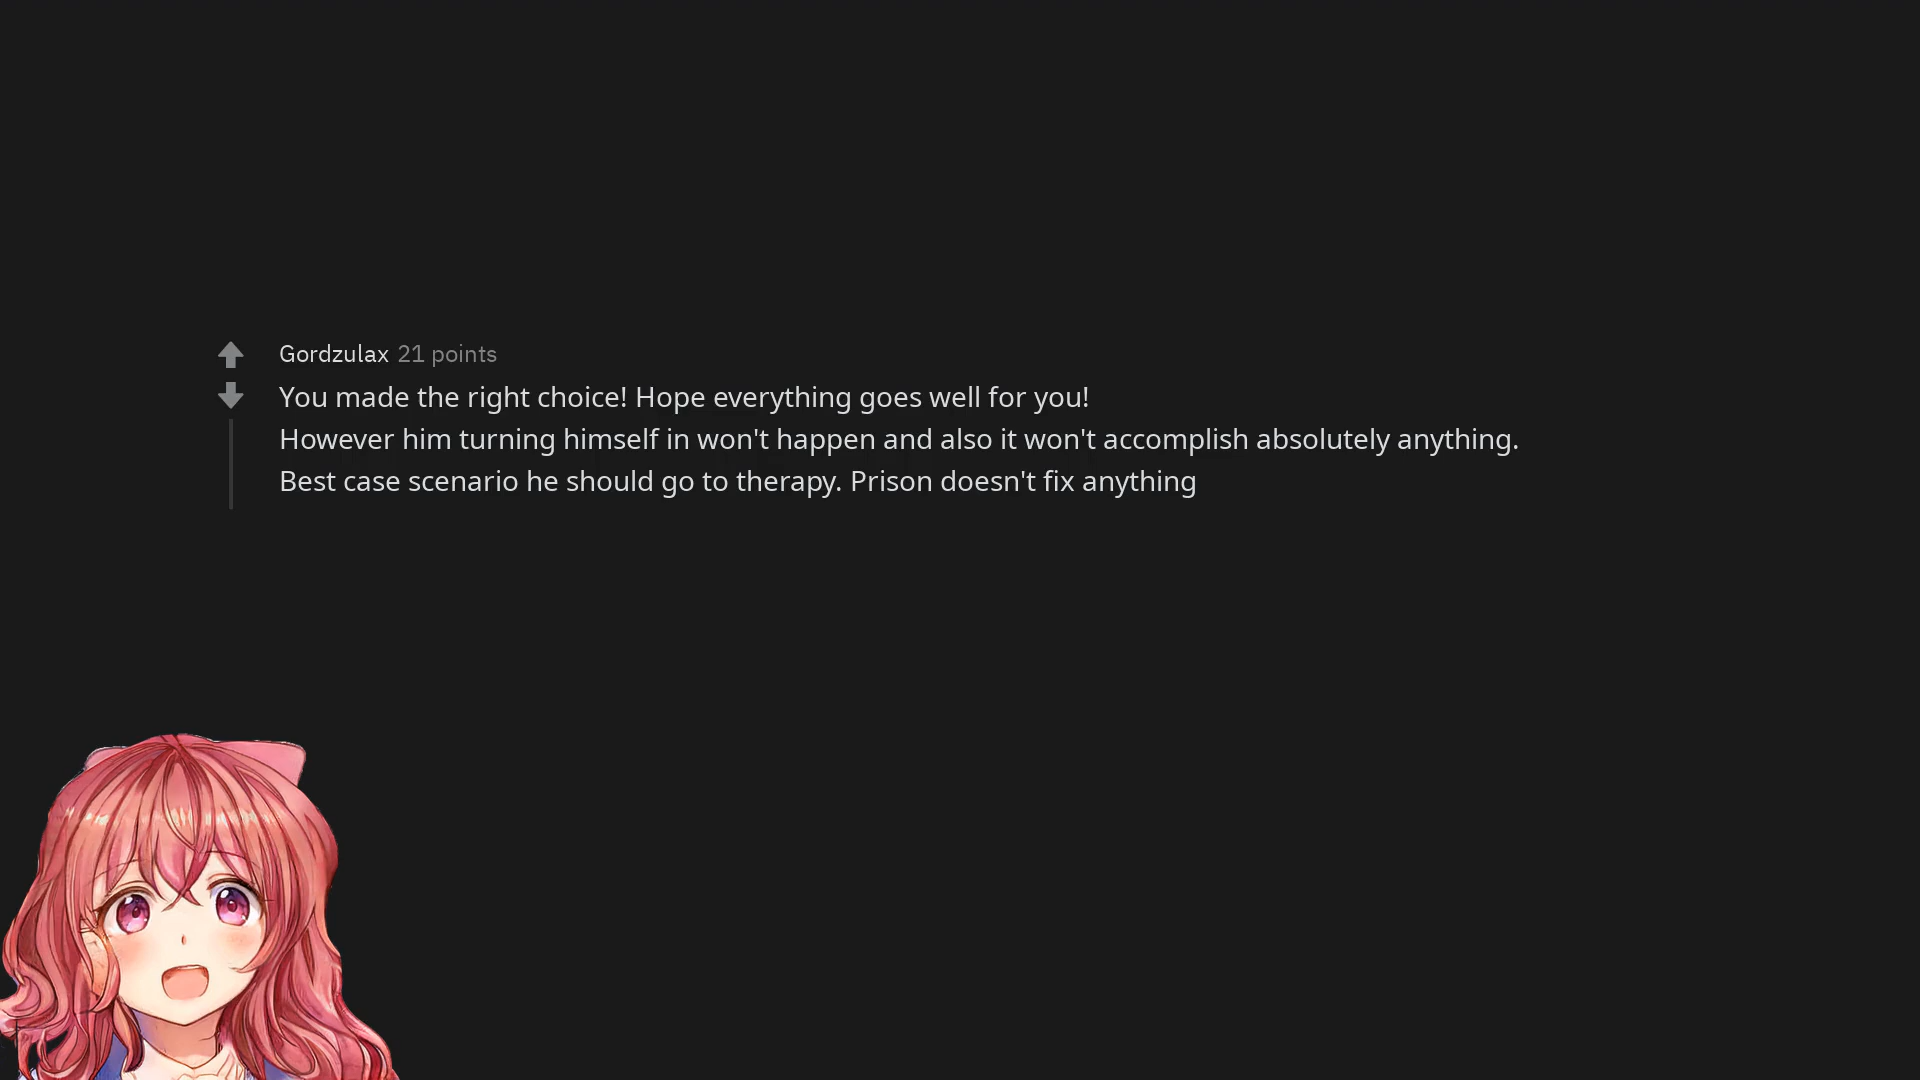 Gordzulax 21 points
You made the right choice! Hope everything goes well for you!
However him turning himself in won't happen and also it won't accomplish absolutely anything.
Best case scenario he should go to therapy. Prison doesn't fix anything